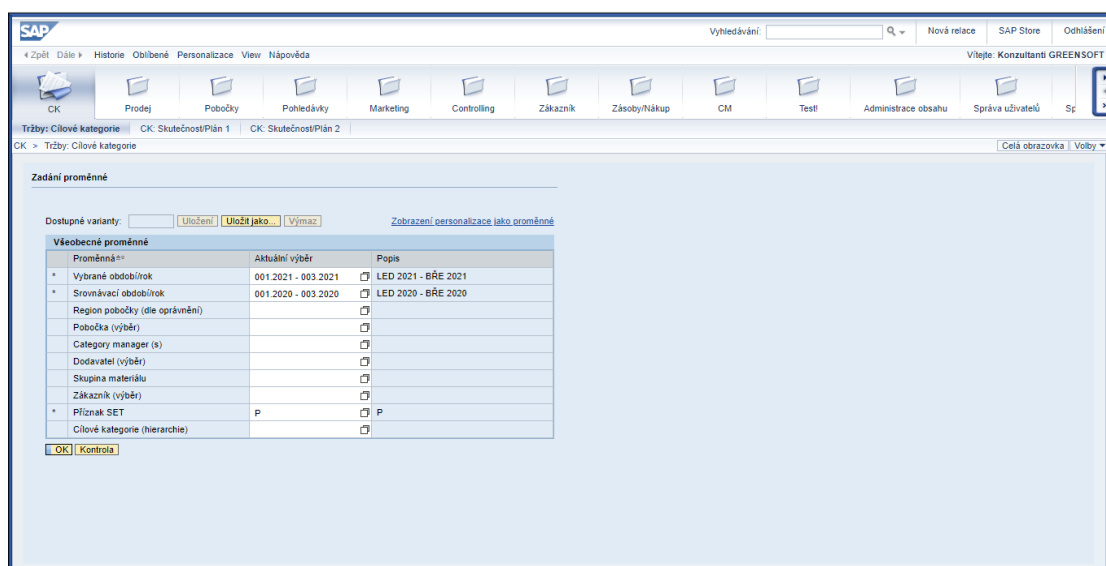 SAP
Vyhledávání: Nová relace SAP Store Odhlášení
Zpět Dále Historie Oblíbené Personalizace View Nápověda Vítejte: Konzultanti GREENSOFT
CK Prodej Pobočky Pohledávky Marketing Controlling Zákazník Zásoby/Nákup CM Test! Administrace obsahu Správa uživatelů Sp
Tržby: Cílové kategorie CK: Skutečnost/Plán 1 CK: Skutečnost/Plán 2
CK > Tržby: Cílové kategorie Celá obrazovka Volby
Zadání proměnné
Dostupné varianty: Uložení Uložit jako... Výmaz Zobrazení personalizace jako proměnné
Všeobecné proměnné
Proměnná Aktuální výběr Popis
* Vybrané období/rok 001.2021 - 003.2021 LED 2021 - BŘE 2021
* Srovnávací období/rok 001.2020 - 003.2020 LED 2020 - BŘE 2020
Region pobočky (dle oprávnění)
Pobočka (výběr)
Category manager (s)
Dodavatel (výběr)
Skupina materiálu
Zákazník (výběr)
* Příznak SET P P
Cílové kategorie (hierarchie)
OK Kontrola